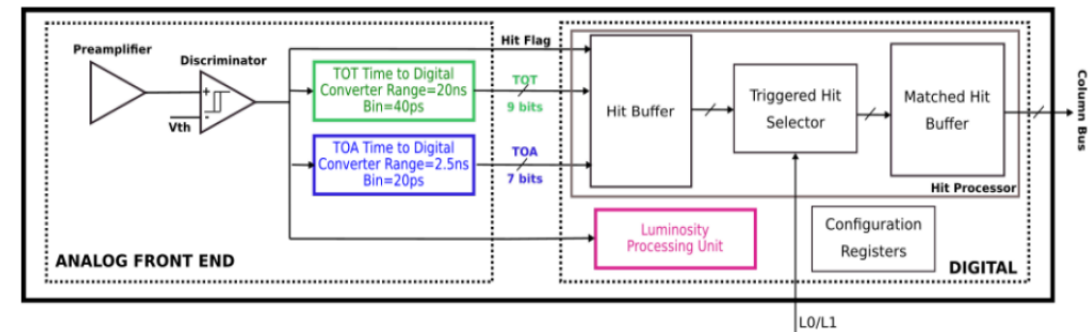 Preamplifier
Discriminator
Vth
+
-
TOT Time to Digital
Converter Range=20ns
Bin=40ps
TOA Time to Digital
Converter Range=2.5ns
Bin=20ps
ANALOG FRONT END
Hit Flag
TOT
9 bits
TOA
7 bits
Hit Buffer
Triggered Hit
Selector
Matched Hit
Buffer
Hit Processor
Luminosity
Processing Unit
Configuration
Registers
DIGITAL
L0/L1
Column Bus